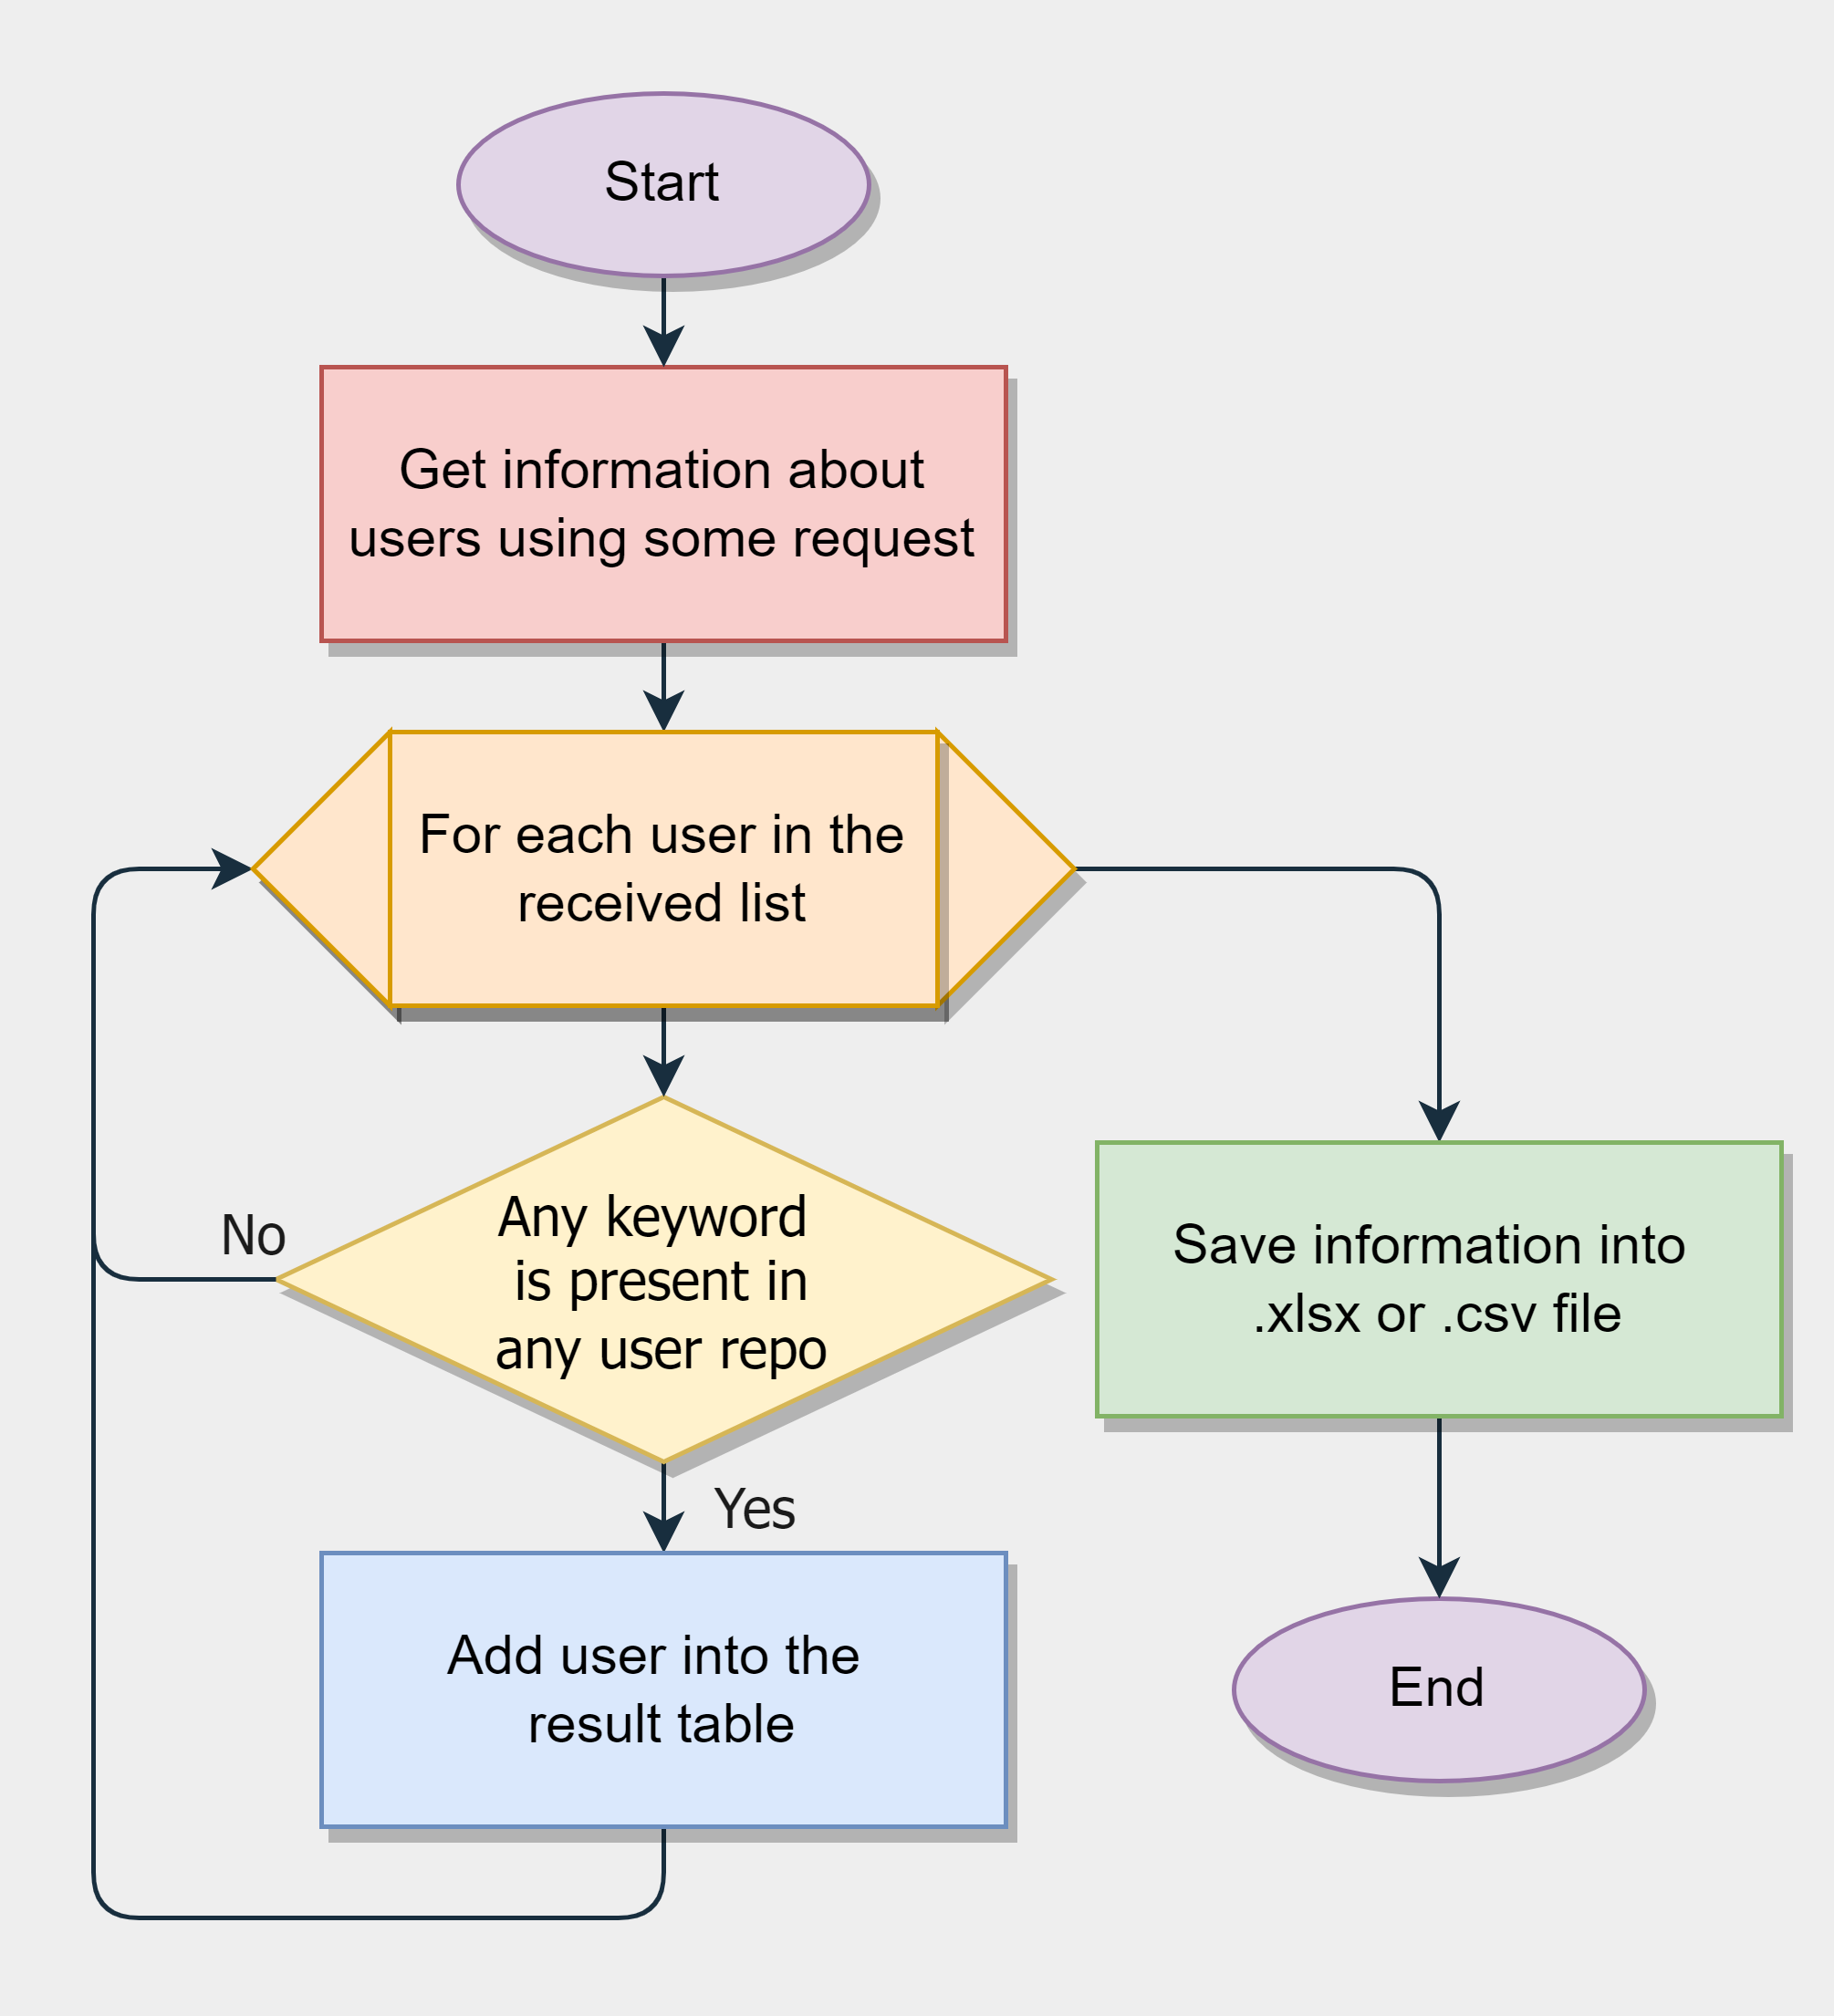 Start
Get information about
users using some request
For each user in the
received list
Any keyword
is present in
any user repo
No
Yes
Add user into the
result table
Save information into
.xlsx or .csv file
End